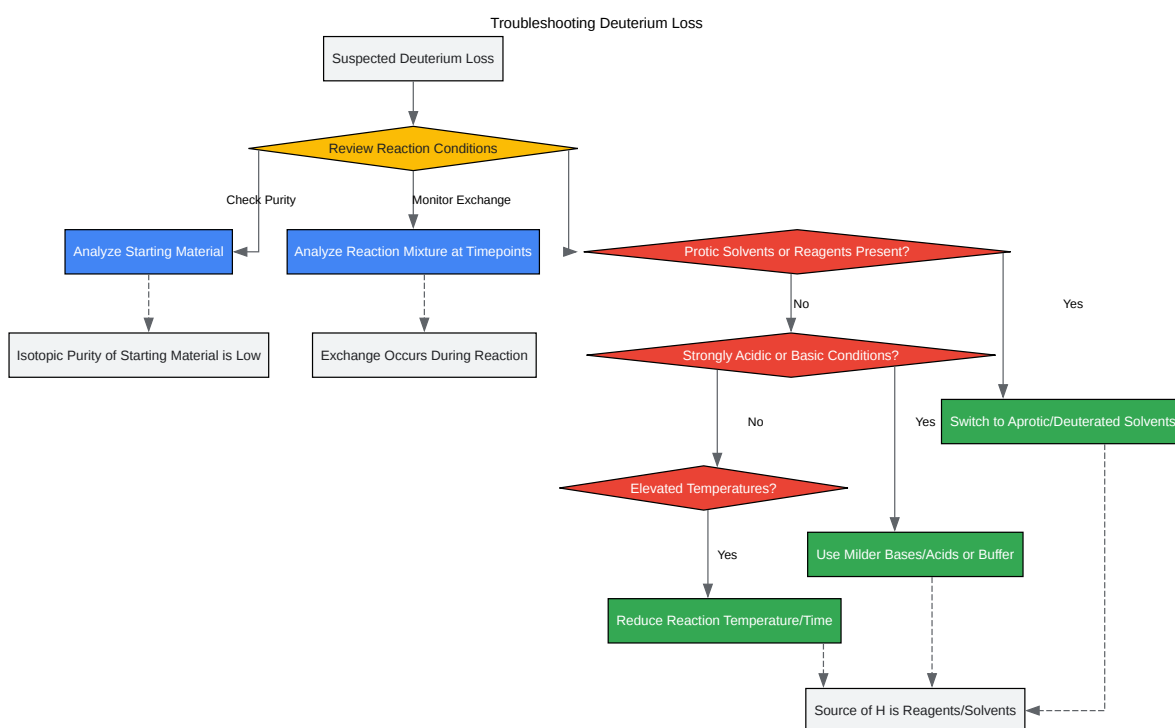 Troubleshooting Deuterium Loss
Suspected Deuterium Loss
Review Reaction Conditions
Check Purity
Monitor Exchange
Analyze Starting Material
Analyze Reaction Mixture at Timepoints
Protic Solvents or Reagents Present?
No
Yes
Isotopic Purity of Starting Material is Low
Exchange Occurs During Reaction
Strongly Acidic or Basic Conditions?
No
Yes
Switch to Aprotic/Deuterated Solvents
Elevated Temperatures?
Yes
Use Milder Bases/Acids or Buffer
Reduce Reaction Temperature/Time
Source of H is Reagents/Solvents